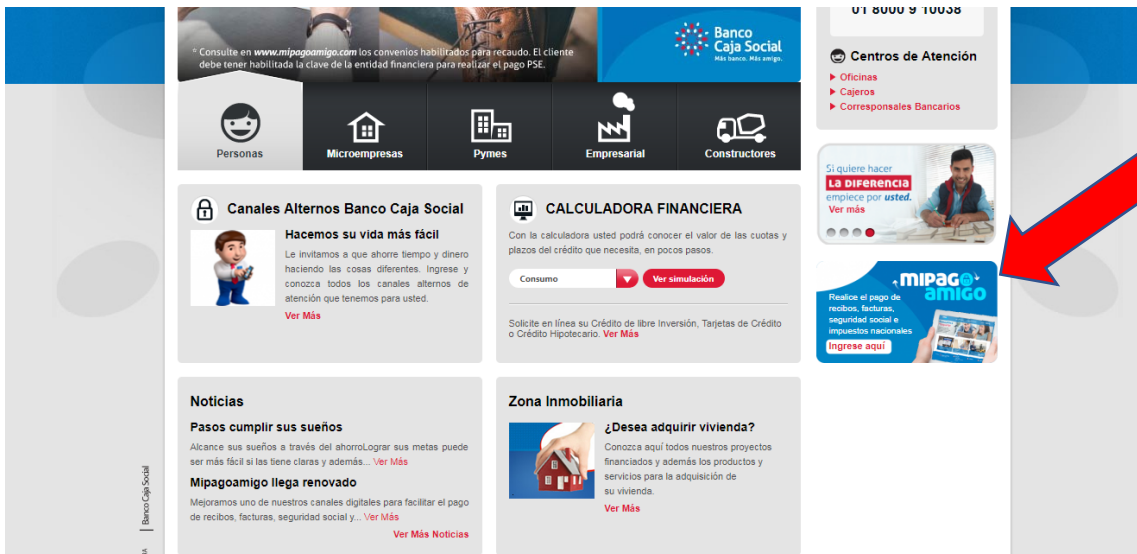 * Consulte en www.mipagoamigo.com los convenios habilitados para recaudo. El cliente
debe tener habilitada la clave de la entidad financiera para realizar el pago PSE.
Banco
Caja Social
Más banco. Más amigo.
01 8000 9 10038
Centros de Atención
Oficinas
Cajeros
Corresponsales Bancarios
Personas
Microempresas
Pymes
Empresarial
Constructores
Si quiere hacer
LA DIFERENCIA
empiece por usted.
Ver más
Canales Alternos Banco Caja Social
Hacemos su vida más fácil
Le invitamos a que ahorre tiempo y dinero
haciendo las cosas diferentes. Ingrese y
conozca todos los canales alternos de
atención que tenemos para usted.
Ver Más
CALCULADORA FINANCIERA
Con la calculadora usted podrá conocer el valor de las cuotas y
plazos del crédito que necesita, en pocos pasos.
Consumo
Ver simulación
Solicite en línea su Crédito de libre Inversión, Tarjetas de Crédito
o Crédito Hipotecario. Ver Más
MIPAGO
AMIGO
Realice el pago de
recibos, facturas,
seguridad social e
impuestos nacionales
Ingrese aquí
Noticias
Pasos cumplir sus sueños
Alcance sus sueños a través del ahorroLograr sus metas puede
ser más fácil si las tiene claras y además... Ver Más
Mipagoamigo llega renovado
Mejoramos uno de nuestros canales digitales para facilitar el pago
de recibos, facturas, seguridad social y... Ver Más
Ver Más Noticias
Zona Inmobiliaria
¿Desea adquirir vivienda?
Conozca aquí todos nuestros proyectos
financiados y además los productos y
servicios para la adquisición de
su vivienda.
Ver Más
Banco Caja Social